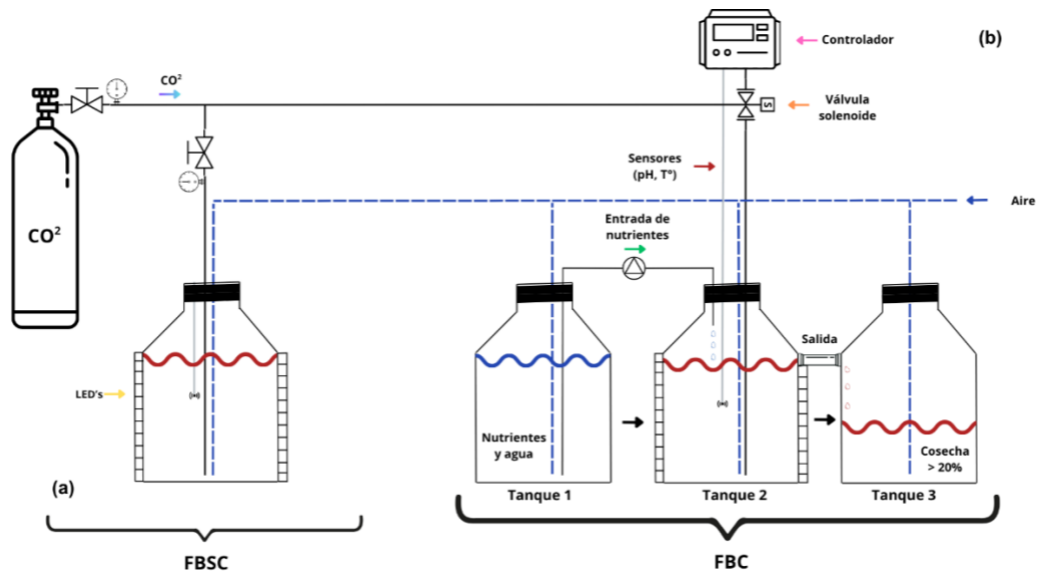 Controlador
(b)
CO²
S
Válvula
solenoide
Sensores
(pH, T°)
CO²
Aire
Entrada de
nutrientes
Salida
LED's
Nutrientes
y agua
Cosecha
> 20%
(a)
Tanque 1
Tanque 2
Tanque 3
FBSC
FBC